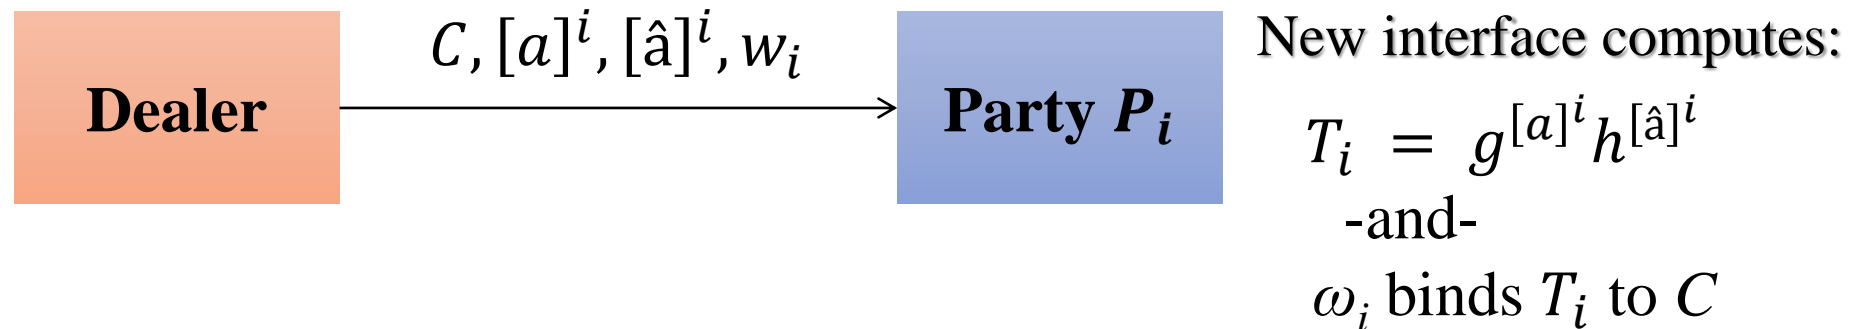 Dealer
C, [a]^i, [â]^i, w_i
Party P_i
New interface computes:
T_i = g^{[a]^i} h^{[â]^i}
-and-
ω_i binds T_i to C